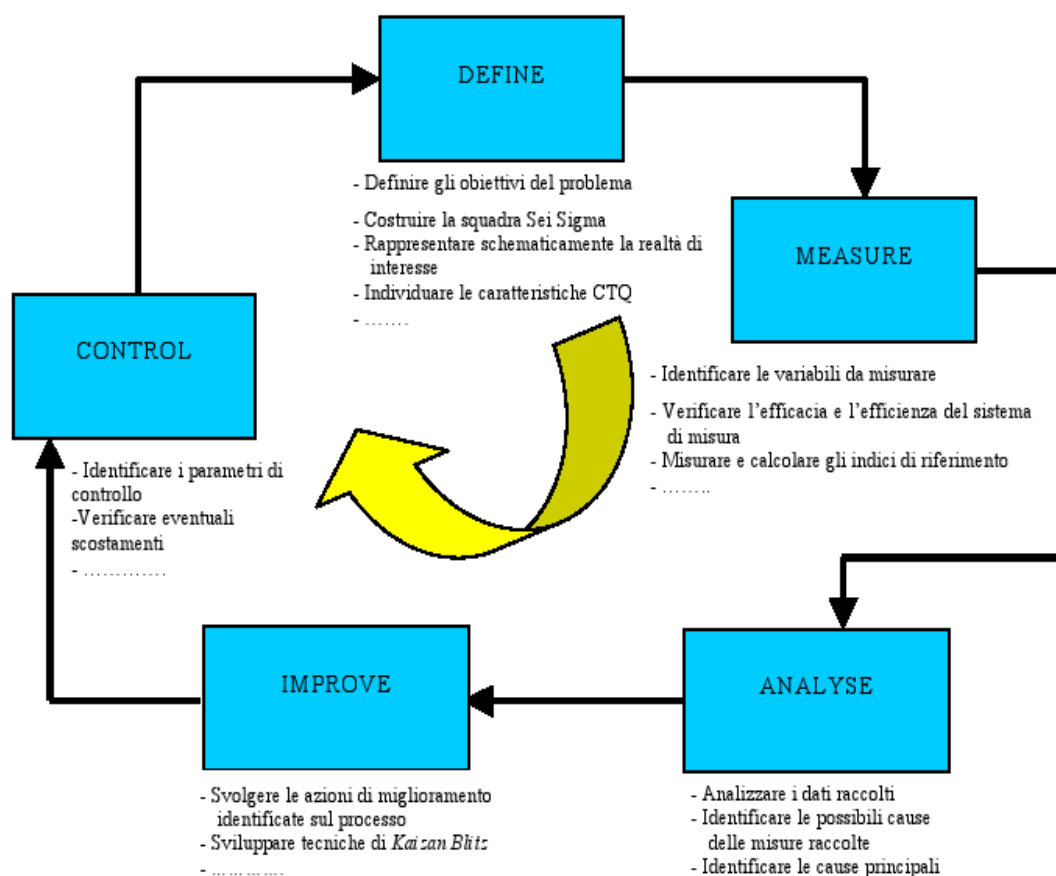 DEFINE
- Definire gli obiettivi del problema
- Costruire la squadra Sei Sigma
- Rappresentare schematicamente la realtà di
interesse
- Individuare le caratteristiche CTQ
- …….
MEASURE
- Identificare le variabili da misurare
- Verificare l’efficacia e l’efficienza del sistema
di misura
- Misurare e calcolare gli indici di riferimento
- ……..
ANALYSE
- Analizzare i dati raccolti
- Identificare le possibili cause
delle misure raccolte
- Identificare le cause principali
IMPROVE
- Svolgere le azioni di miglioramento
identificate sul processo
- Sviluppare tecniche di Kaizan Blitz
- ………….
CONTROL
- Identificare i parametri di
controllo
-Verificare eventuali
scostamenti
- ………….